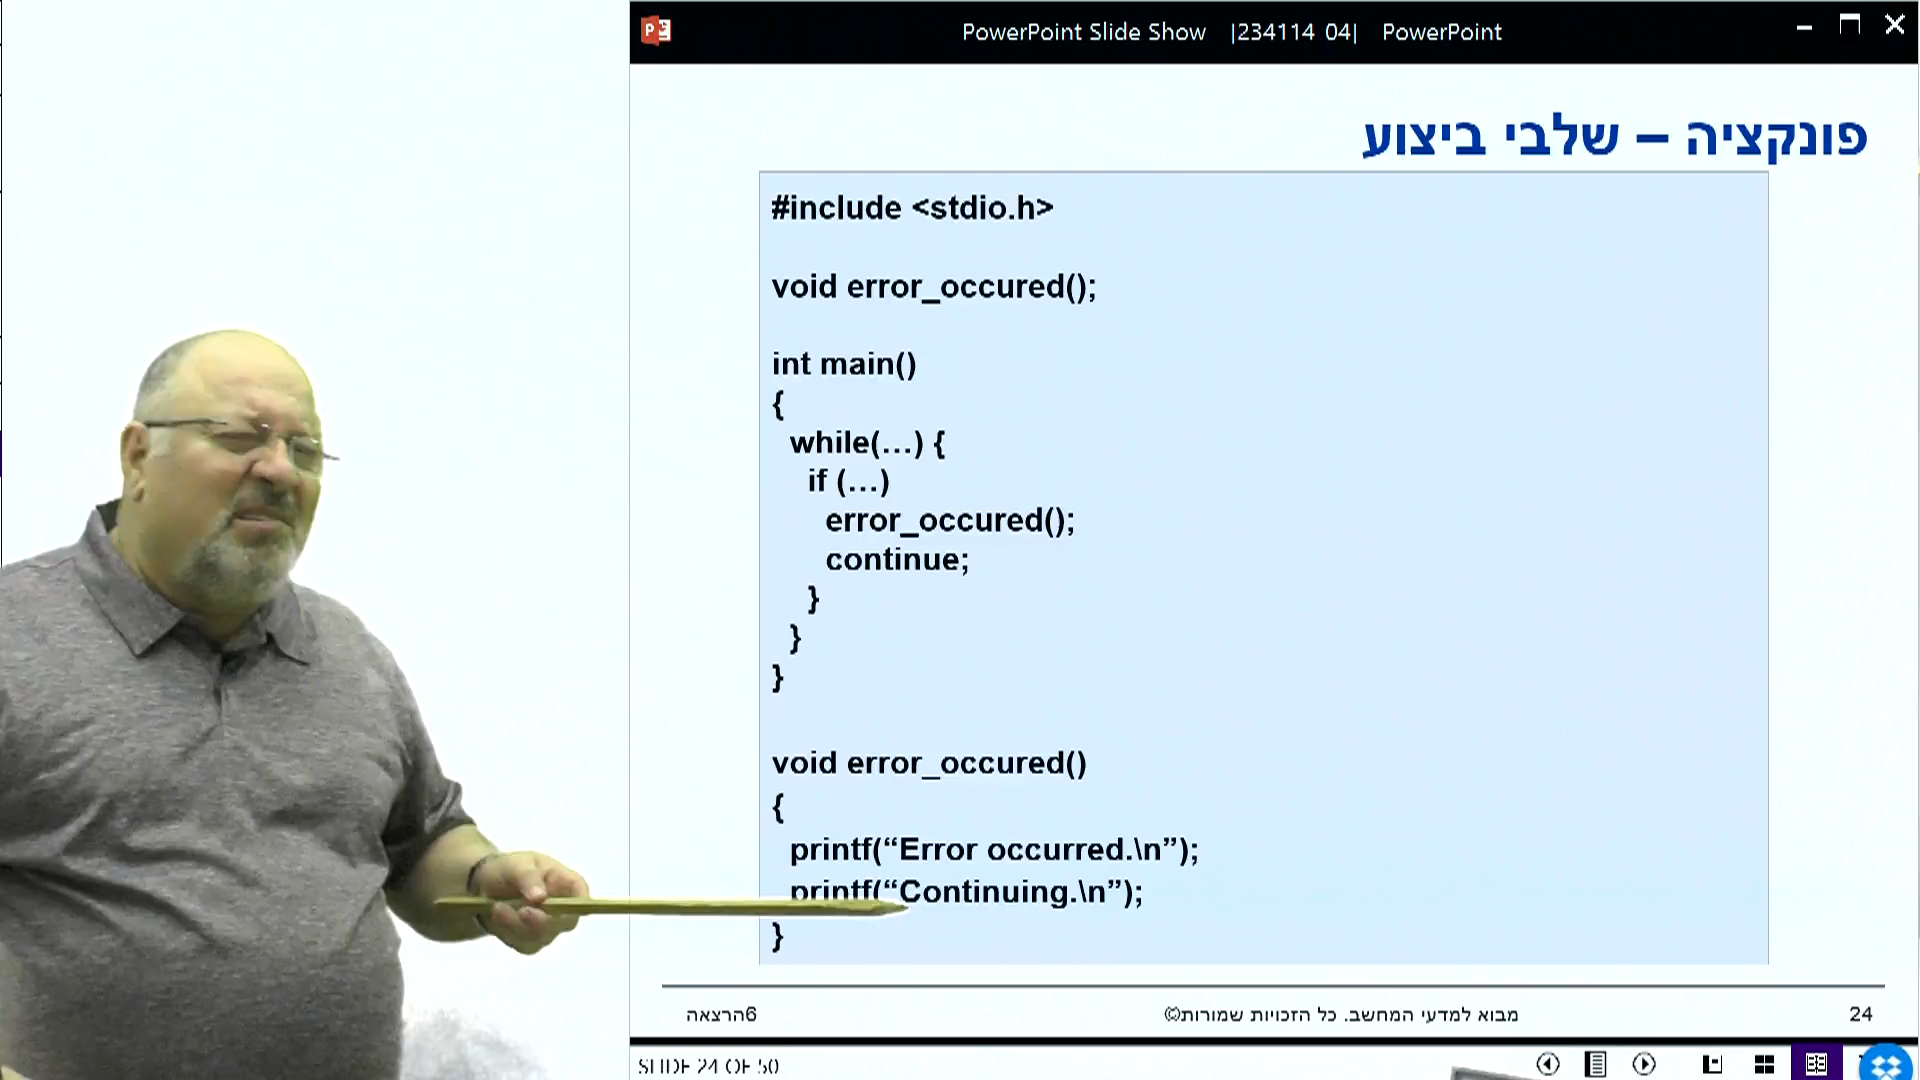 PowerPoint Slide Show |234114 04| PowerPoint
פונקציה – שלבי ביצוע
#include <stdio.h>
void error_occured();
int main()
{
while(…) {
if (…)
error_occured();
continue;
}
}
}
void error_occured()
{
printf(“Error occurred.\n”);
printf(“Continuing.\n”);
}
הרצאה6
מבוא למדעי המחשב. כל הזכויות שמורות©
24
SLIDE 24 OF 50